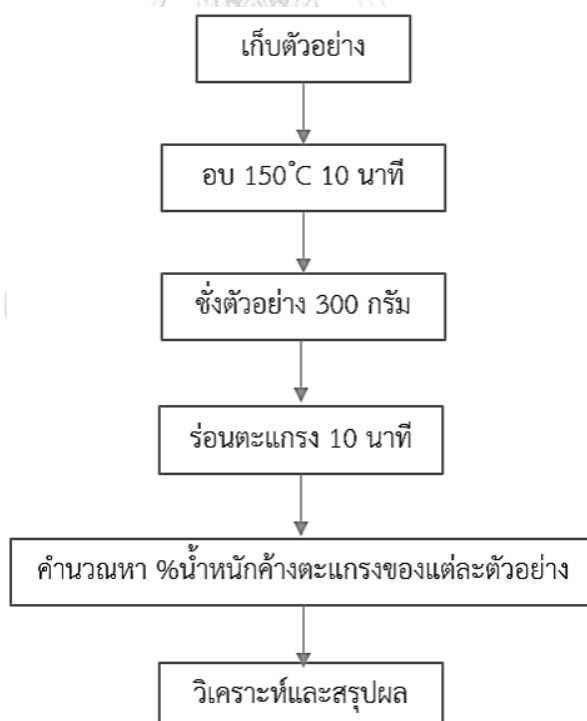 เก็บตัวอย่าง
อบ 150˚C 10 นาที
ชั่งตัวอย่าง 300 กรัม
ร่อนตะแกรง 10 นาที
คำนวณหา %น้ำหนักค้างตะแกรงของแต่ละตัวอย่าง
วิเคราะห์และสรุปผล